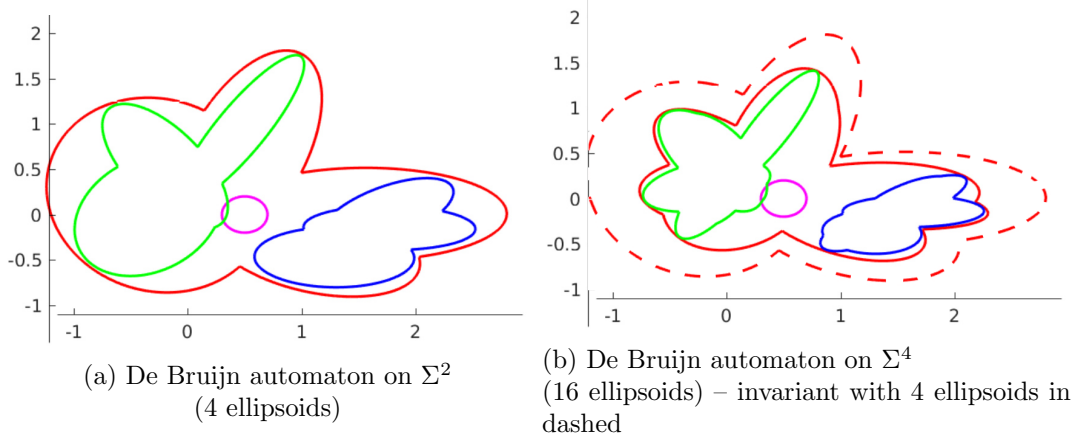 2
1.5
1
0.5
0
-0.5
-1
-1 0 1 2
(a) De Bruijn automaton on Σ²
(4 ellipsoids)
2
1.5
1
0.5
0
-0.5
-1
-1 0 1 2
(b) De Bruijn automaton on Σ⁴
(16 ellipsoids) – invariant with 4 ellipsoids in
dashed